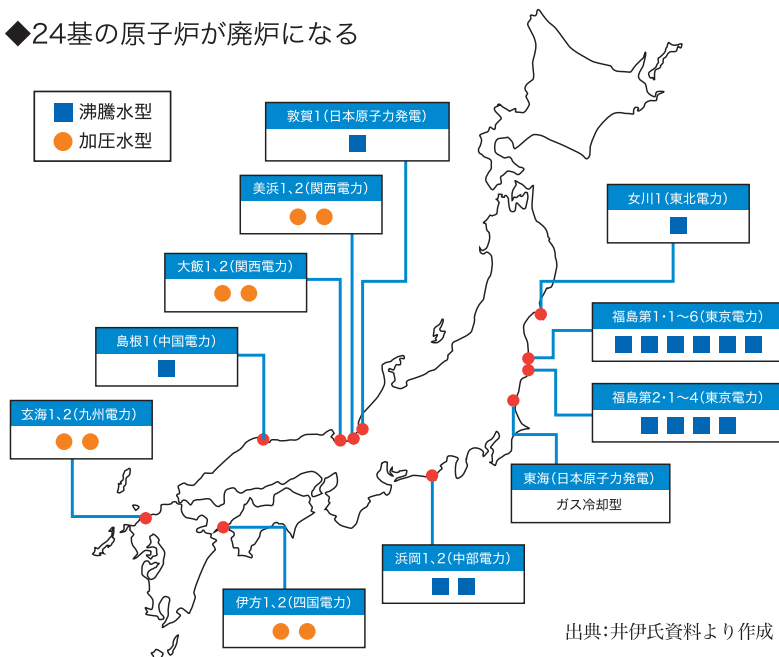 ◆24基の原子炉が廃炉になる
沸騰水型
加圧水型
敦賀1(日本原子力発電)
美浜1、2(関西電力)
大飯1、2(関西電力)
島根1(中国電力)
玄海1、2(九州電力)
女川1(東北電力)
福島第1・1〜6(東京電力)
福島第2・1〜4(東京電力)
東海(日本原子力発電)
ガス冷却型
浜岡1、2(中部電力)
伊方1、2(四国電力)
出典:井伊氏資料より作成